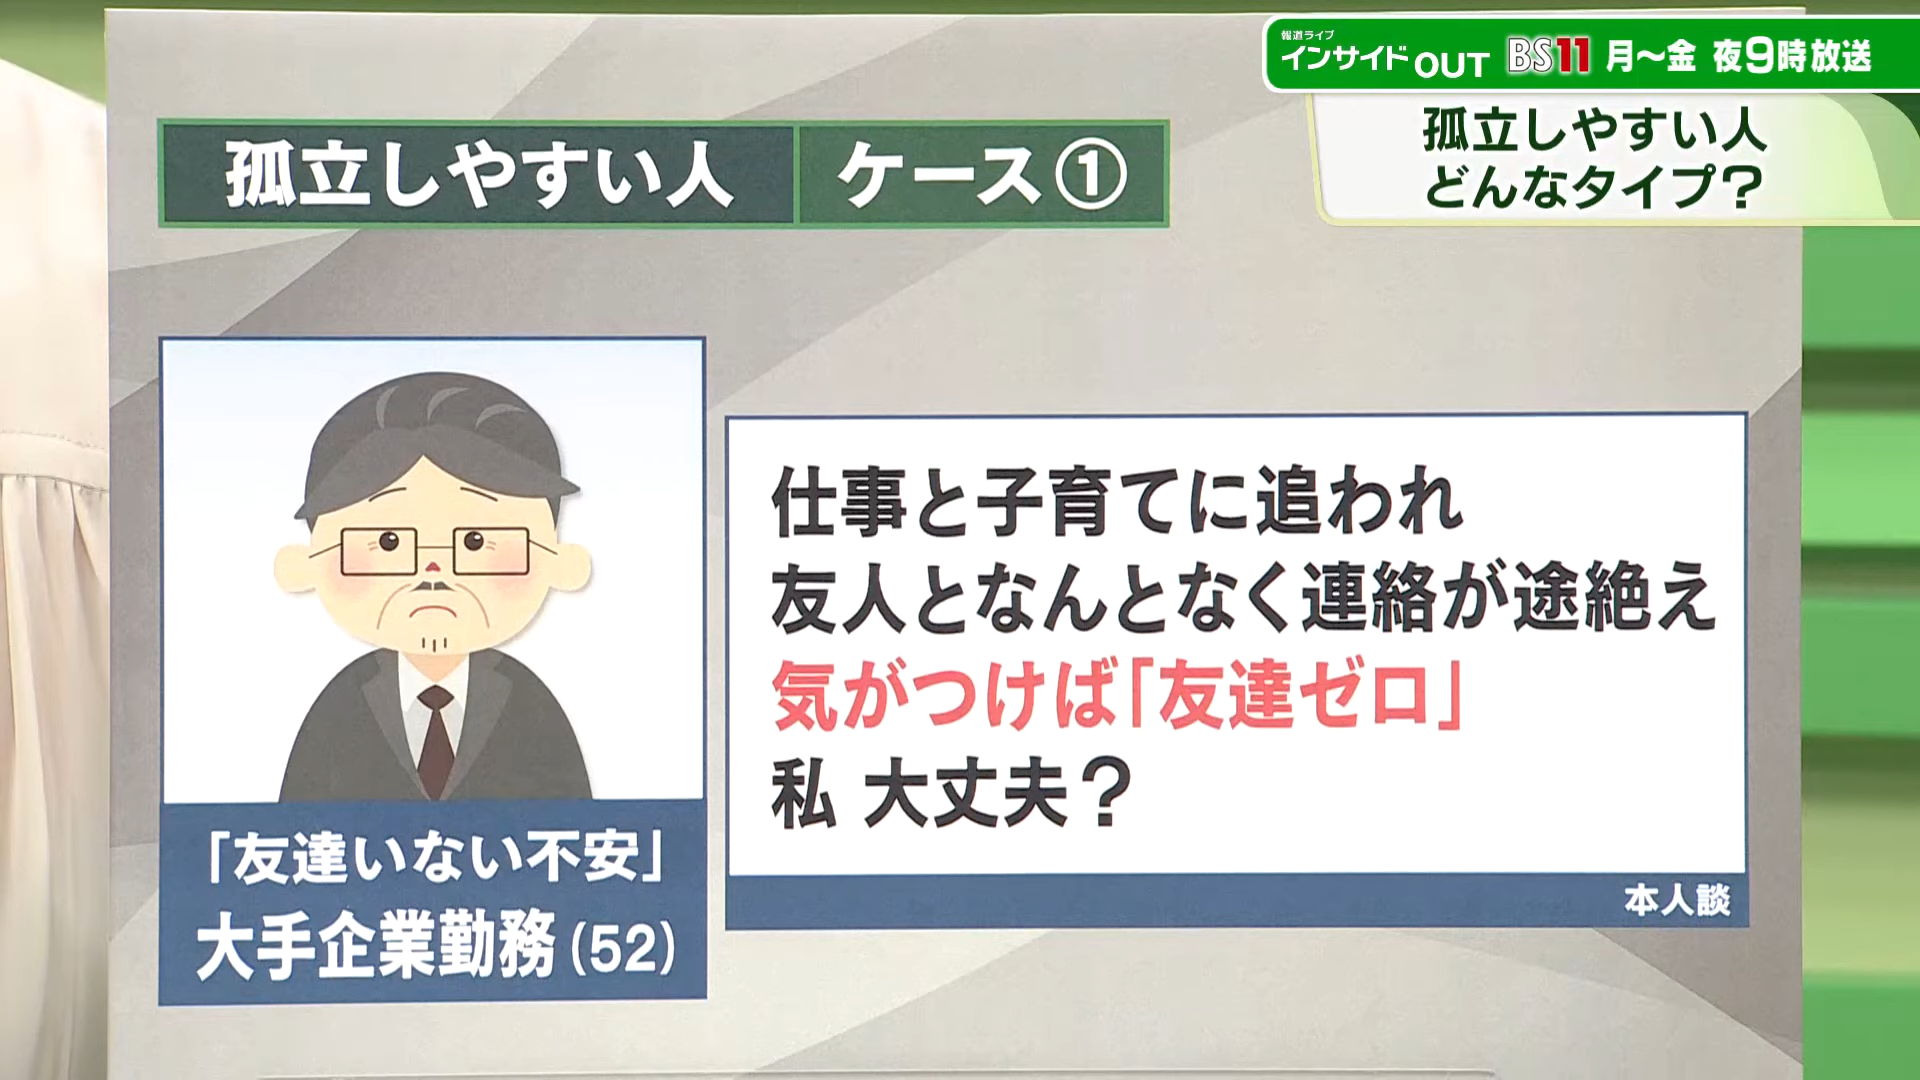 報道ライブ
インサイドOUT BS11 月～金 夜9時放送
孤立しやすい人
どんなタイプ？
孤立しやすい人 ケース①
仕事と子育てに追われ
友人となんとなく連絡が途絶え
気がつけば「友達ゼロ」
私 大丈夫？
本人談
「友達いない不安」
大手企業勤務(52)